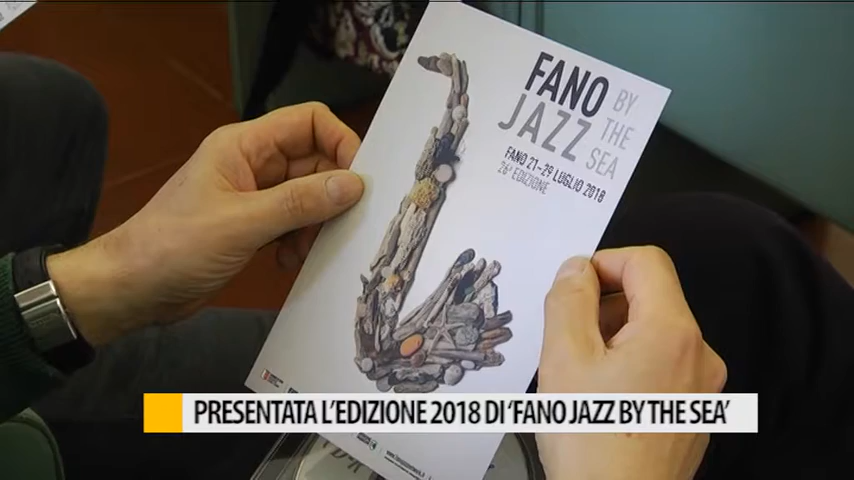 FANO BY
JAZZ THE
SEA
FANO 21-29 LUGLIO 2018
26ª EDIZIONE
PRESENTATA L'EDIZIONE 2018 DI 'FANO JAZZ BY THE SEA'